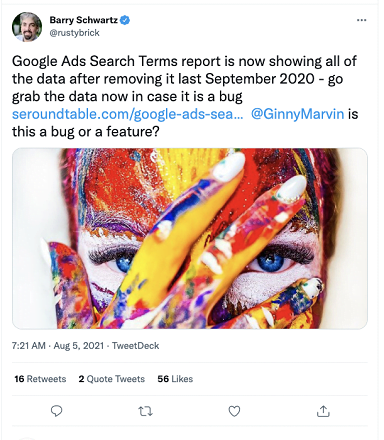 Barry Schwartz
@rustybrick
Google Ads Search Terms report is now showing all of
the data after removing it last September 2020 - go
grab the data now in case it is a bug
seroundtable.com/google-ads-sea... @GinnyMarvin is
this a bug or a feature?
7:21 AM · Aug 5, 2021 · TweetDeck
16 Retweets 2 Quote Tweets 56 Likes